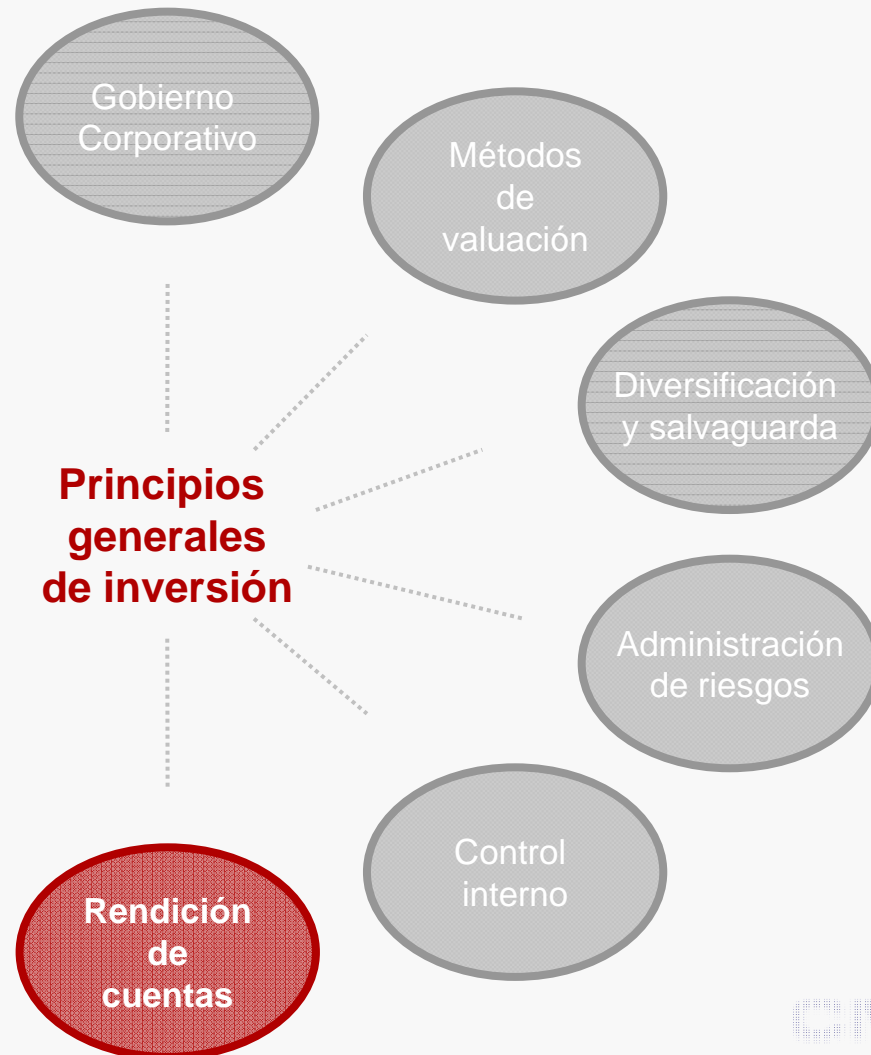 Gobierno
Corporativo
Métodos
de
valuación
Diversificación
y salvaguarda
Principios
generales
de inversión
Administración
de riesgos
Control
interno
Rendición
de
cuentas